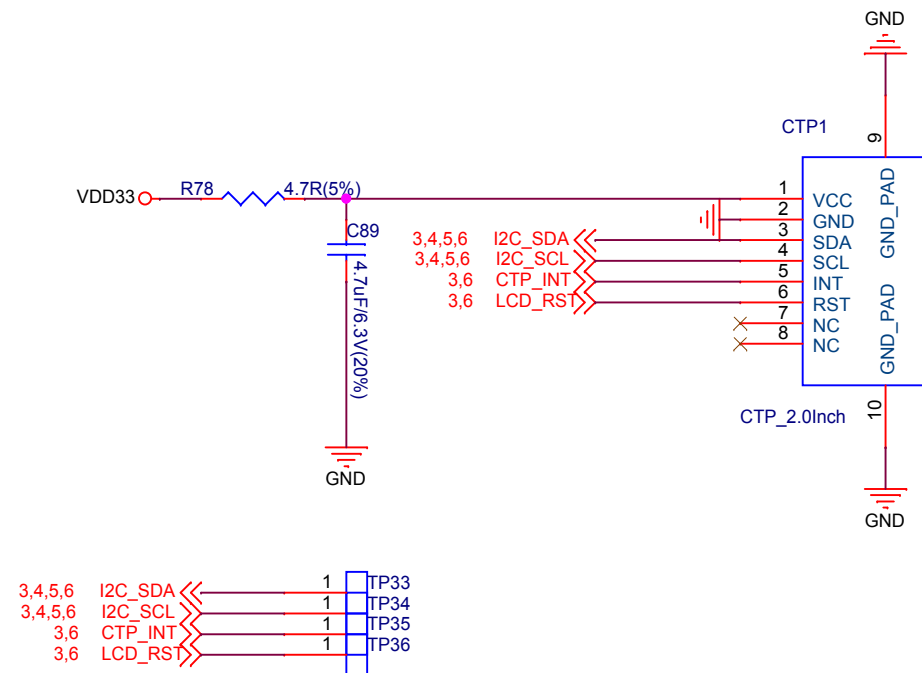 GND
CTP1
9
VDD33
R78
4.7R(5%)
1
VCC
2
GND
3,4,5,6
I2C_SDA
3
SDA
3,4,5,6
I2C_SCL
4
SCL
3,6
CTP_INT
5
INT
3,6
LCD_RST
6
RST
7
NC
8
NC
GND_PAD
GND_PAD
C89
4.7uF/6.3V(20%)
GND
CTP_2.0Inch
10
GND
3,4,5,6
I2C_SDA
1
TP33
3,4,5,6
I2C_SCL
1
TP34
3,6
CTP_INT
1
TP35
3,6
LCD_RST
1
TP36